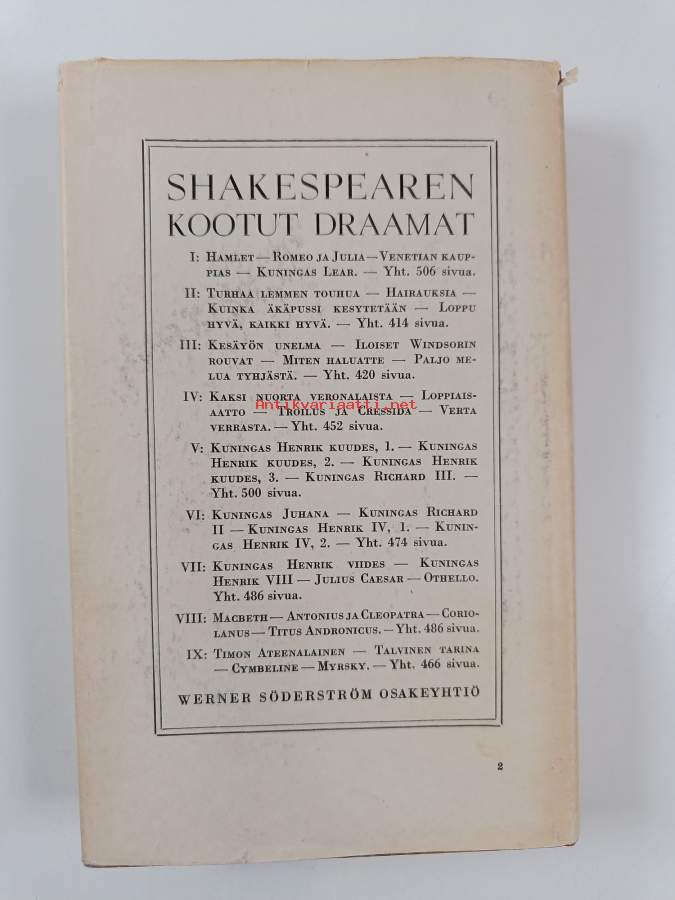 SHAKESPEAREN
KOOTUT DRAAMAT
I: HAMLET — ROMEO JA JULIA — VENETIAN KAUP-
PIAS — KUNINGAS LEAR. — Yht. 506 sivua.
II: TURHAA LEMMEN TOUHUA — HAIRAUKSIA —
KUINKA ÄKÄPUSSI KESYTETÄÄN — LOPPU
HYVÄ, KAIKKI HYVÄ. — Yht. 414 sivua.
III: KESÄYÖN UNELMA — ILOISET WINDSORIN
ROUVAT — MITEN HALUATTE — PALJO ME-
LUA TYHJÄSTÄ. — Yht. 420 sivua.
IV: KAKSI NUORTA VERONALAISTA — LOPPIAIS-
Antikvariaatti.net
AATTO — TROILUS JA CRESSIDA — VERTA
VERRASTA. — Yht. 452 sivua.
V: KUNINGAS HENRIK KUUDES, 1. — KUNINGAS
HENRIK KUUDES, 2. — KUNINGAS HENRIK
KUUDES, 3. — KUNINGAS RICHARD III. —
Yht. 500 sivua.
VI: KUNINGAS JUHANA — KUNINGAS RICHARD
II — KUNINGAS HENRIK IV, 1. — KUNIN-
GAS HENRIK IV, 2. — Yht. 474 sivua.
VII: KUNINGAS HENRIK VIIDES — KUNINGAS
HENRIK VIII — JULIUS CAESAR — OTHELLO.
Yht. 486 sivua.
VIII: MACBETH — ANTONIUS JA CLEOPATRA — CORIO-
LANUS — TITUS ANDRONICUS. — Yht. 486 sivua.
IX: TIMON ATEENALAINEN — TALVINEN TARINA
— CYMBELINE — MYRSKY. — Yht. 466 sivua.
WERNER SÖDERSTRÖM OSAKEYHTIÖ
2